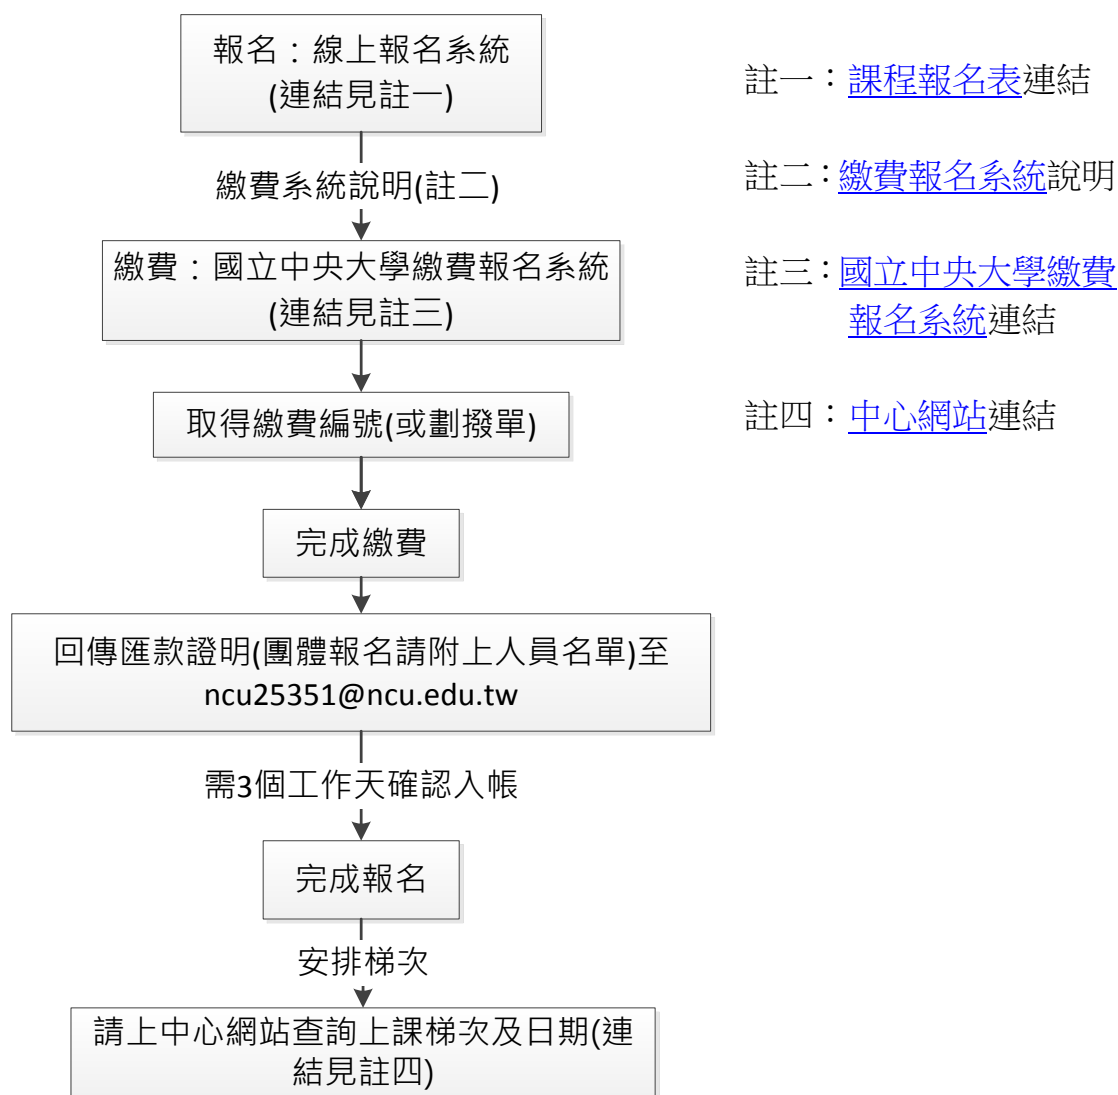 報名：線上報名系統
(連結見註一)
繳費系統說明(註二)
繳費：國立中央大學繳費報名系統
(連結見註三)
取得繳費編號(或劃撥單)
完成繳費
回傳匯款證明(團體報名請附上人員名單)至
ncu25351@ncu.edu.tw
需3個工作天確認入帳
完成報名
安排梯次
請上中心網站查詢上課梯次及日期(連
結見註四)
註一：課程報名表連結
註二：繳費報名系統說明
註三：國立中央大學繳費
報名系統連結
註四：中心網站連結